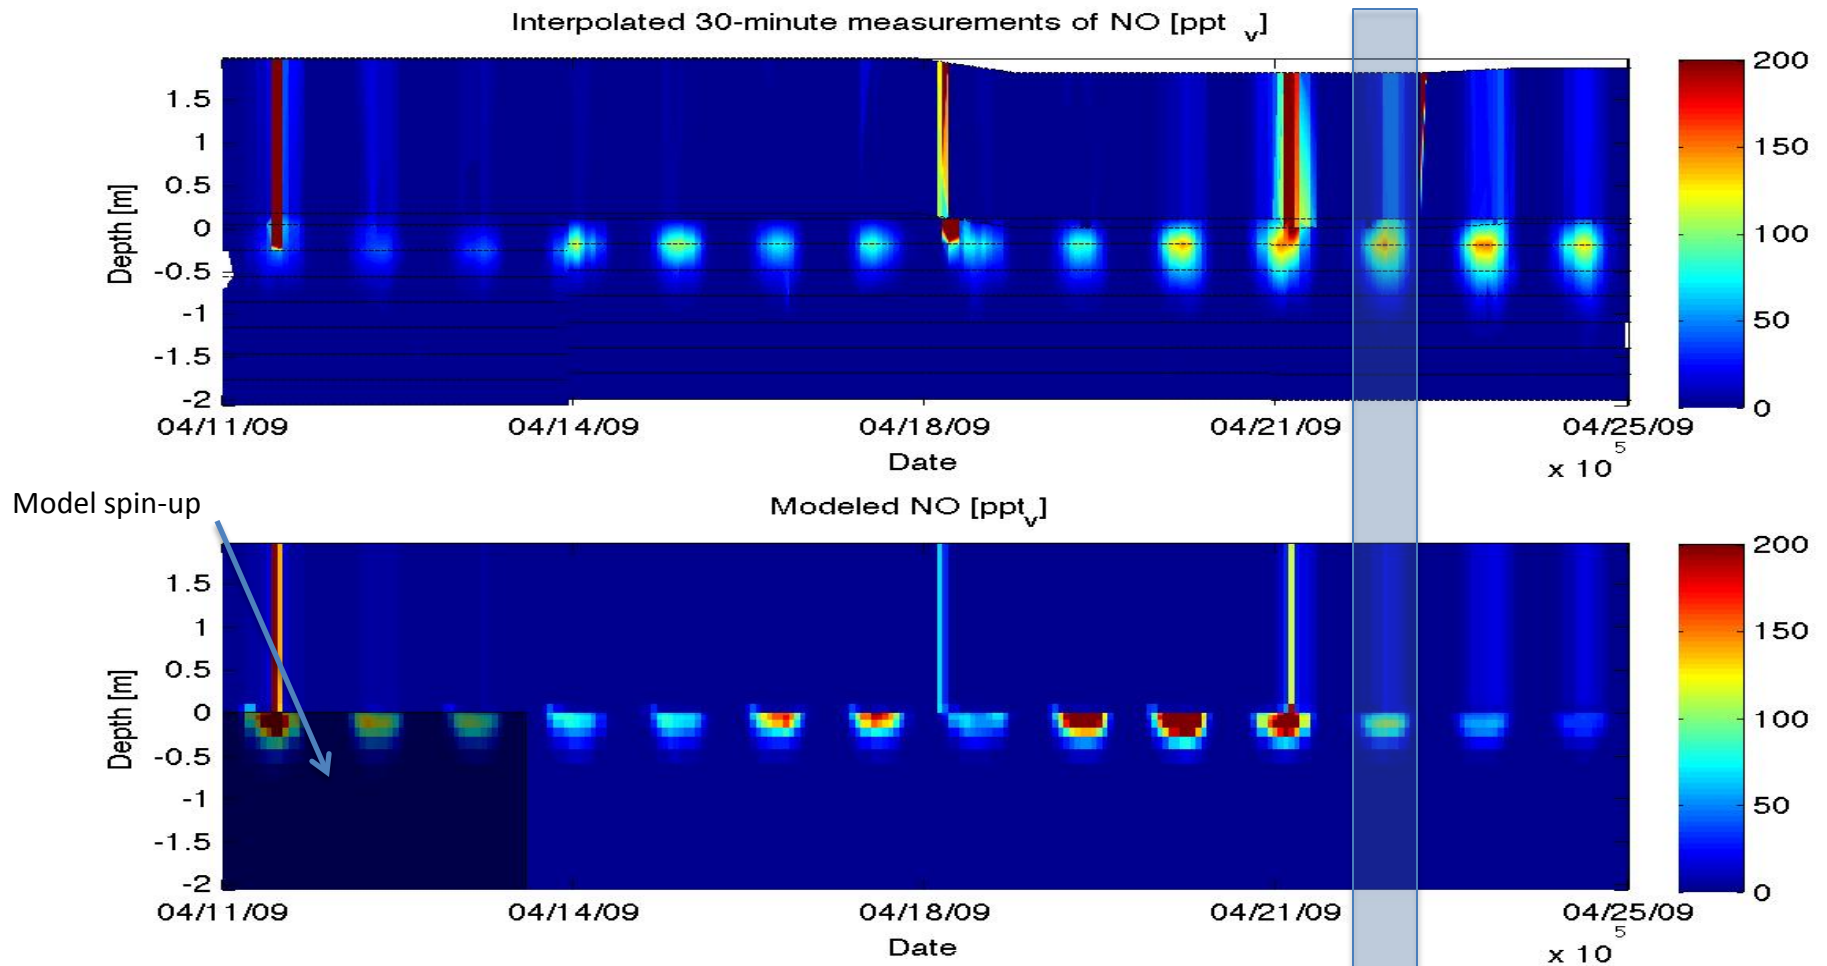 Interpolated 30-minute measurements of NO [ppt v]
Depth [m]
1.5
1
0.5
0
-0.5
-1
-1.5
-2
04/11/09 04/14/09 04/18/09 04/21/09 04/25/09
Date
x 10 5
200
150
100
50
0
Model spin-up
Modeled NO [pptv]
Depth [m]
1.5
1
0.5
0
-0.5
-1
-1.5
-2
04/11/09 04/14/09 04/18/09 04/21/09 04/25/09
Date
x 10 5
200
150
100
50
0